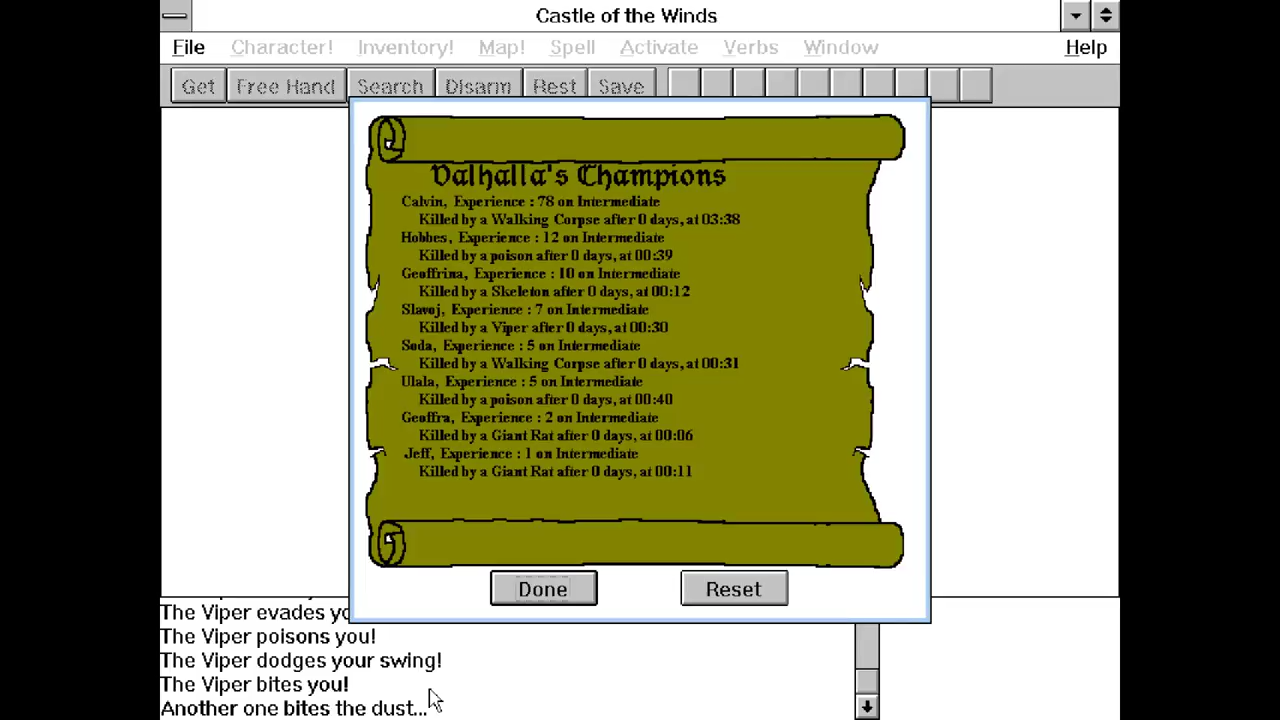 Castle of the Winds
File Character! Inventory! Map! Spell Activate Verbs Window Help
Get Free Hand Search Disarm Rest Save
Valhalla's Champions
Calvin, Experience : 78 on Intermediate
Killed by a Walking Corpse after 0 days, at 03:38
Hobbes, Experience : 12 on Intermediate
Killed by a poison after 0 days, at 00:39
Geoffrina, Experience : 10 on Intermediate
Killed by a Skeleton after 0 days, at 00:12
Slavoj, Experience : 7 on Intermediate
Killed by a Viper after 0 days, at 00:30
Soda, Experience : 5 on Intermediate
Killed by a Walking Corpse after 0 days, at 00:31
Ulala, Experience : 5 on Intermediate
Killed by a poison after 0 days, at 00:40
Geoffra, Experience : 2 on Intermediate
Killed by a Giant Rat after 0 days, at 00:06
Jeff, Experience : 1 on Intermediate
Killed by a Giant Rat after 0 days, at 00:11
Done Reset
The Viper evades yo
The Viper poisons you!
The Viper dodges your swing!
The Viper bites you!
Another one bites the dust...